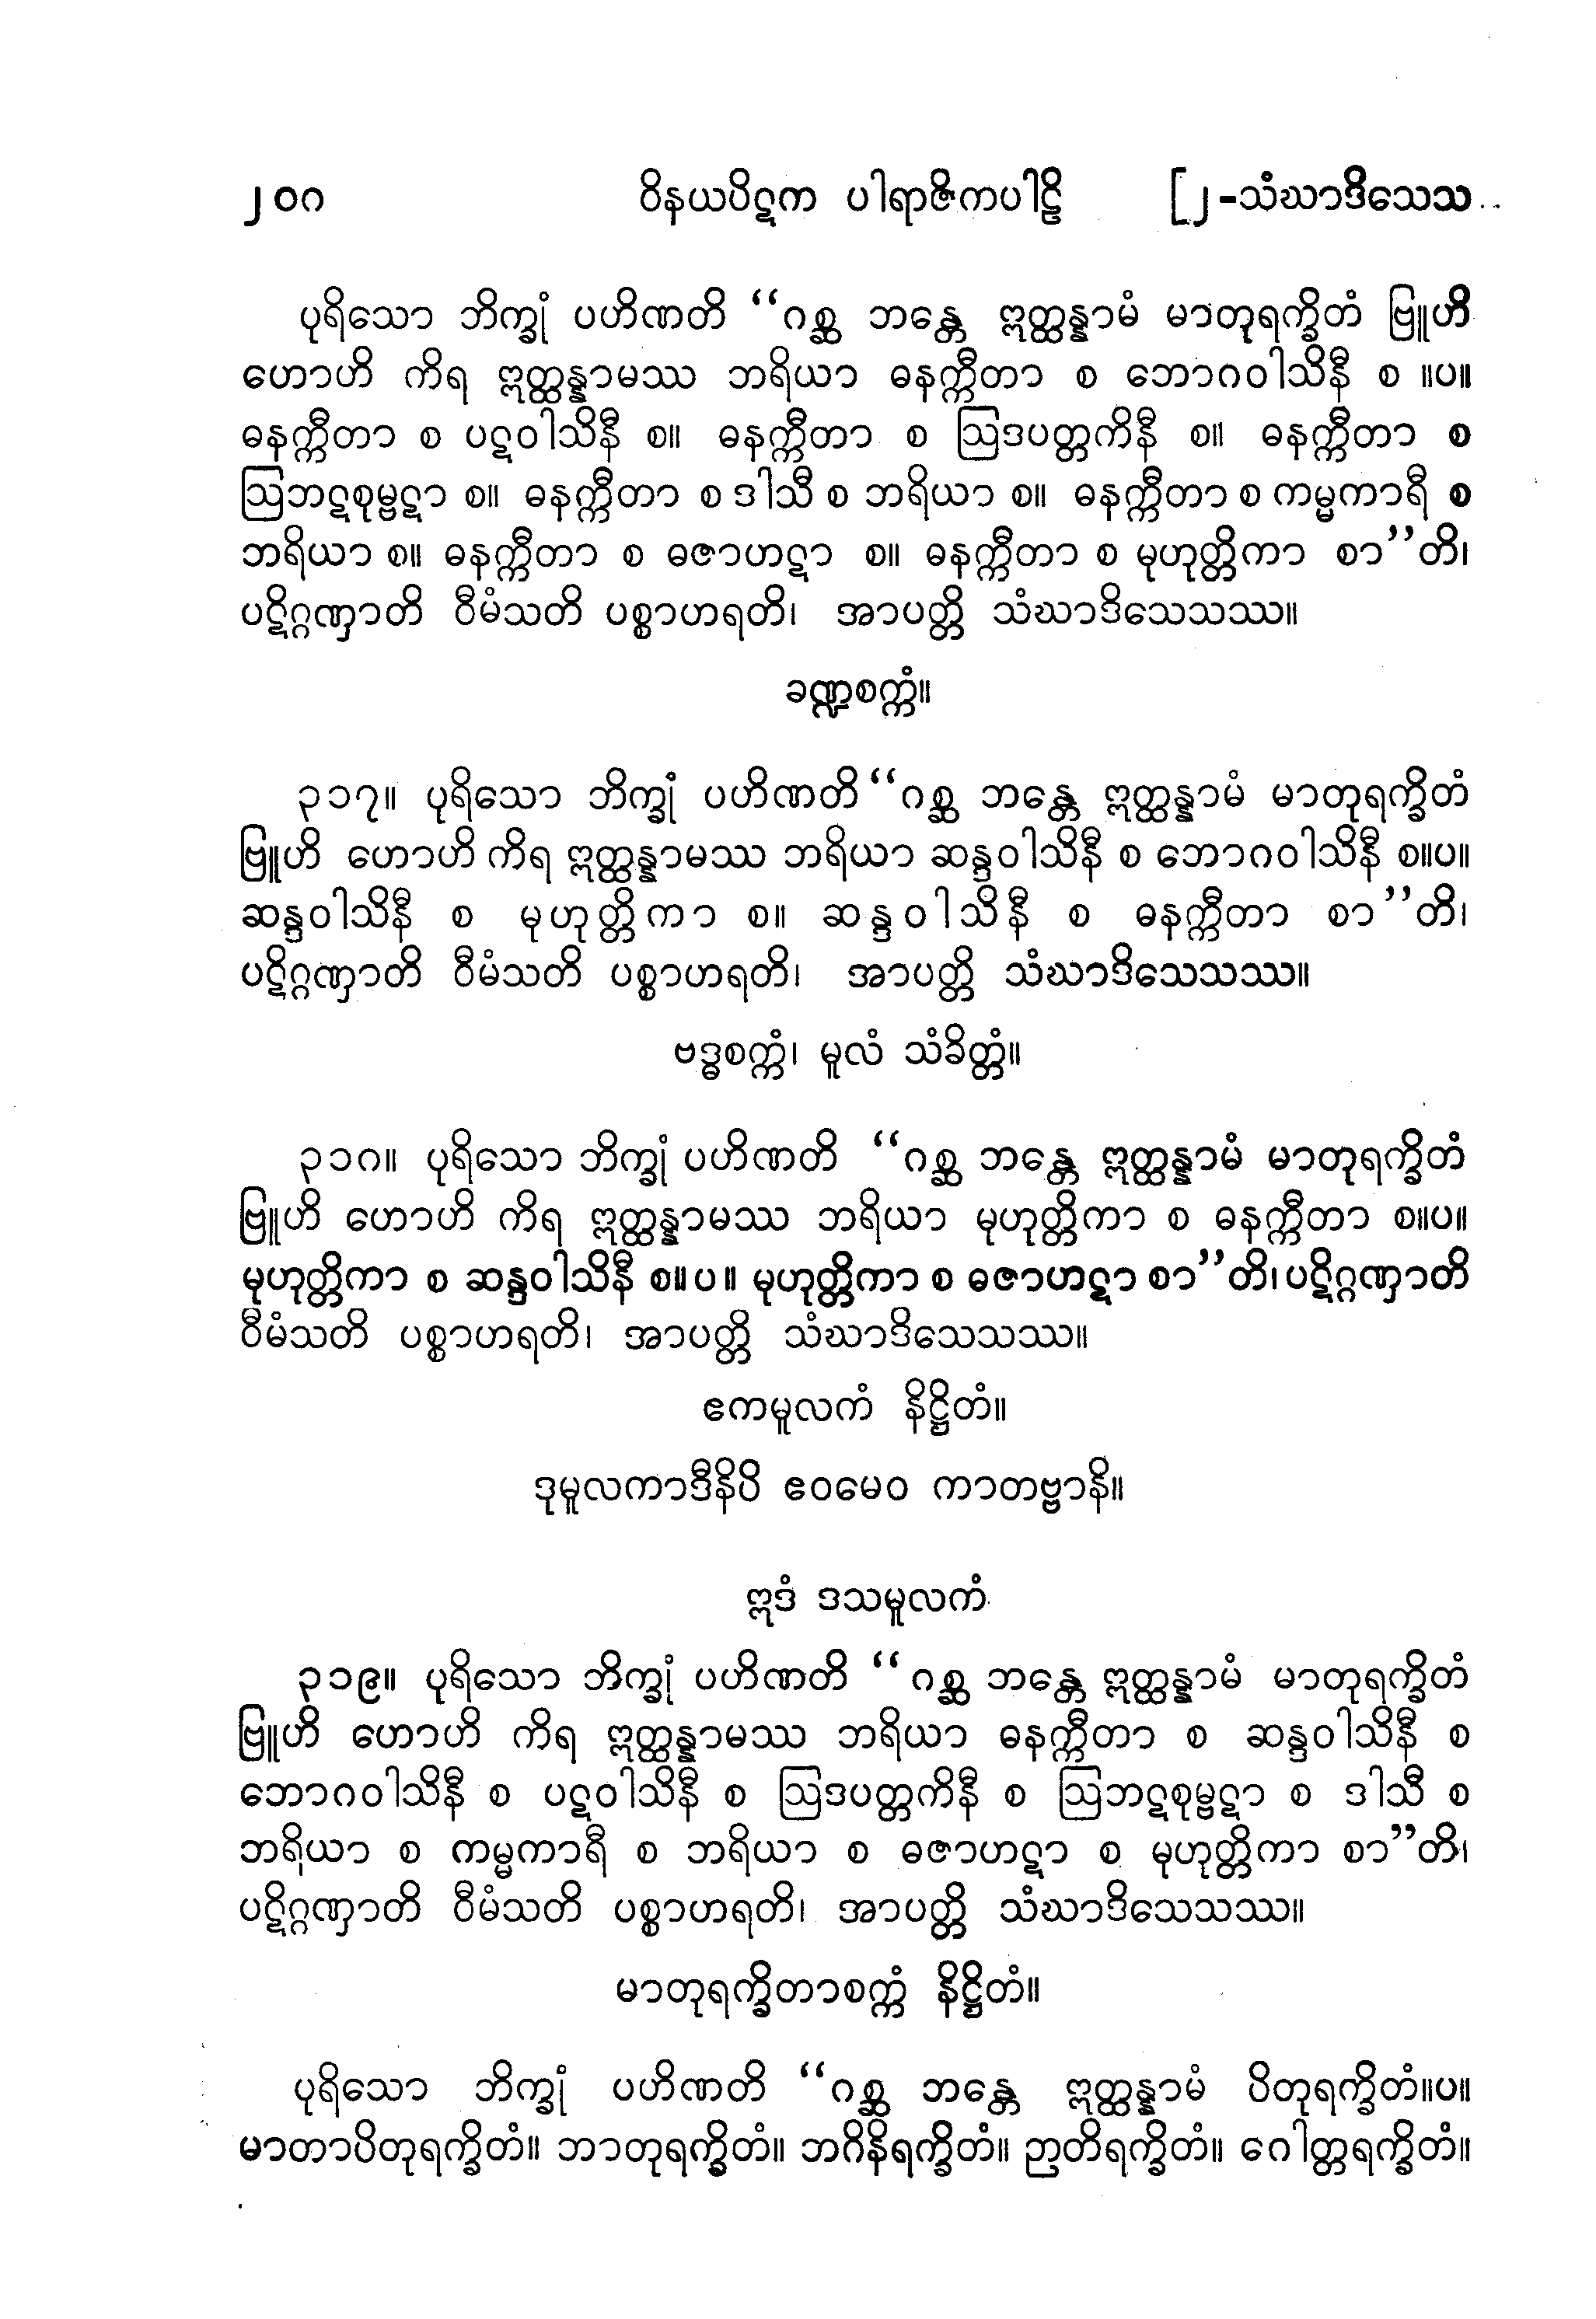 ၂၀၈ ဝိနယပိဋက ပါရာဇိကပါဠိ [၂-သံဃာဒိသေသ
ပုရိသော ဘိက္ခုံ ပဟိဏတိ “ဂစ္ဆ ဘန္တေ ဣတ္ထန္နာမံ မာတုရက္ခိတံ ဗြူဟိ
ဟောဟိ ကိရ ဣတ္ထန္နာမဿ ဘရိယာ ဓနက္ကီတာ စ ဘောဂဝါသိနီ စ ။ပ။
ဓနက္ကီတာ စ ပဋဝါသိနီ စ။ ဓနက္ကီတာ စ ဩဒပတ္တကိနီ စ။ ဓနက္ကီတာ စ
ဩဘဋစုမ္ဗဋာ စ။ ဓနက္ကီတာ စ ဒါသီ စ ဘရိယာ စ။ ဓနက္ကီတာ စ ကမ္မကာရီ စ
ဘရိယာ စ။ ဓနက္ကီတာ စ ဓဇာဟဋာ စ။ ဓနက္ကီတာ စ မုဟုတ္တိကာ စာ”တိ၊
ပဋိဂ္ဂဏှာတိ ဝီမံသတိ ပစ္စာဟရတိ၊ အာပတ္တိ သံဃာဒိသေသဿ။
ခဏ္ဍစက္ကံ။
၃၁၇။ ပုရိသော ဘိက္ခုံ ပဟိဏတိ “ဂစ္ဆ ဘန္တေ ဣတ္ထန္နာမံ မာတုရက္ခိတံ
ဗြူဟိ ဟောဟိ ကိရ ဣတ္ထန္နာမဿ ဘရိယာ ဆန္ဒဝါသိနီ စ ဘောဂဝါသိနီ စ။ပ။
ဆန္ဒဝါသိနီ စ မုဟုတ္တိကာ စ။ ဆန္ဒဝါသိနီ စ ဓနက္ကီတာ စာ”တိ၊
ပဋိဂ္ဂဏှာတိ ဝီမံသတိ ပစ္စာဟရတိ၊ အာပတ္တိ သံဃာဒိသေသဿ။
ဗဒ္ဓစက္ကံ၊ မူလံ သံခိတ္တံ။
၃၁၈။ ပုရိသော ဘိက္ခုံ ပဟိဏတိ “ဂစ္ဆ ဘန္တေ ဣတ္ထန္နာမံ မာတုရက္ခိတံ
ဗြူဟိ ဟောဟိ ကိရ ဣတ္ထန္နာမဿ ဘရိယာ မုဟုတ္တိကာ စ ဓနက္ကီတာ စ။ပ။
မုဟုတ္တိကာ စ ဆန္ဒဝါသိနီ စ။ပ။ မုဟုတ္တိကာ စ ဓဇာဟဋာ စာ”တိ၊ ပဋိဂ္ဂဏှာတိ
ဝီမံသတိ ပစ္စာဟရတိ၊ အာပတ္တိ သံဃာဒိသေသဿ။
ဧကမူလကံ နိဋ္ဌိတံ။
ဒုမူလကာဒီနိပိ ဧဝမေဝ ကာတဗ္ဗာနိ။
ဣဒံ ဒသမူလကံ
၃၁၉။ ပုရိသော ဘိက္ခုံ ပဟိဏတိ “ဂစ္ဆ ဘန္တေ ဣတ္ထန္နာမံ မာတုရက္ခိတံ
ဗြူဟိ ဟောဟိ ကိရ ဣတ္ထန္နာမဿ ဘရိယာ ဓနက္ကီတာ စ ဆန္ဒဝါသိနီ စ
ဘောဂဝါသိနီ စ ပဋဝါသိနီ စ ဩဒပတ္တကိနီ စ ဩဘဋစုမ္ဗဋာ စ ဒါသီ စ
ဘရိယာ စ ကမ္မကာရီ စ ဘရိယာ စ ဓဇာဟဋာ စ မုဟုတ္တိကာ စာ”တိ၊
ပဋိဂ္ဂဏှာတိ ဝီမံသတိ ပစ္စာဟရတိ၊ အာပတ္တိ သံဃာဒိသေသဿ။
မာတုရက္ခိတာစက္ကံ နိဋ္ဌိတံ။
ပုရိသော ဘိက္ခုံ ပဟိဏတိ “ဂစ္ဆ ဘန္တေ ဣတ္ထန္နာမံ ပိတုရက္ခိတံ။ပ။
မာတာပိတုရက္ခိတံ။ ဘာတုရက္ခိတံ။ ဘဂိနိရက္ခိတံ။ ဉာတိရက္ခိတံ။ ဂေါတ္တရက္ခိတံ။